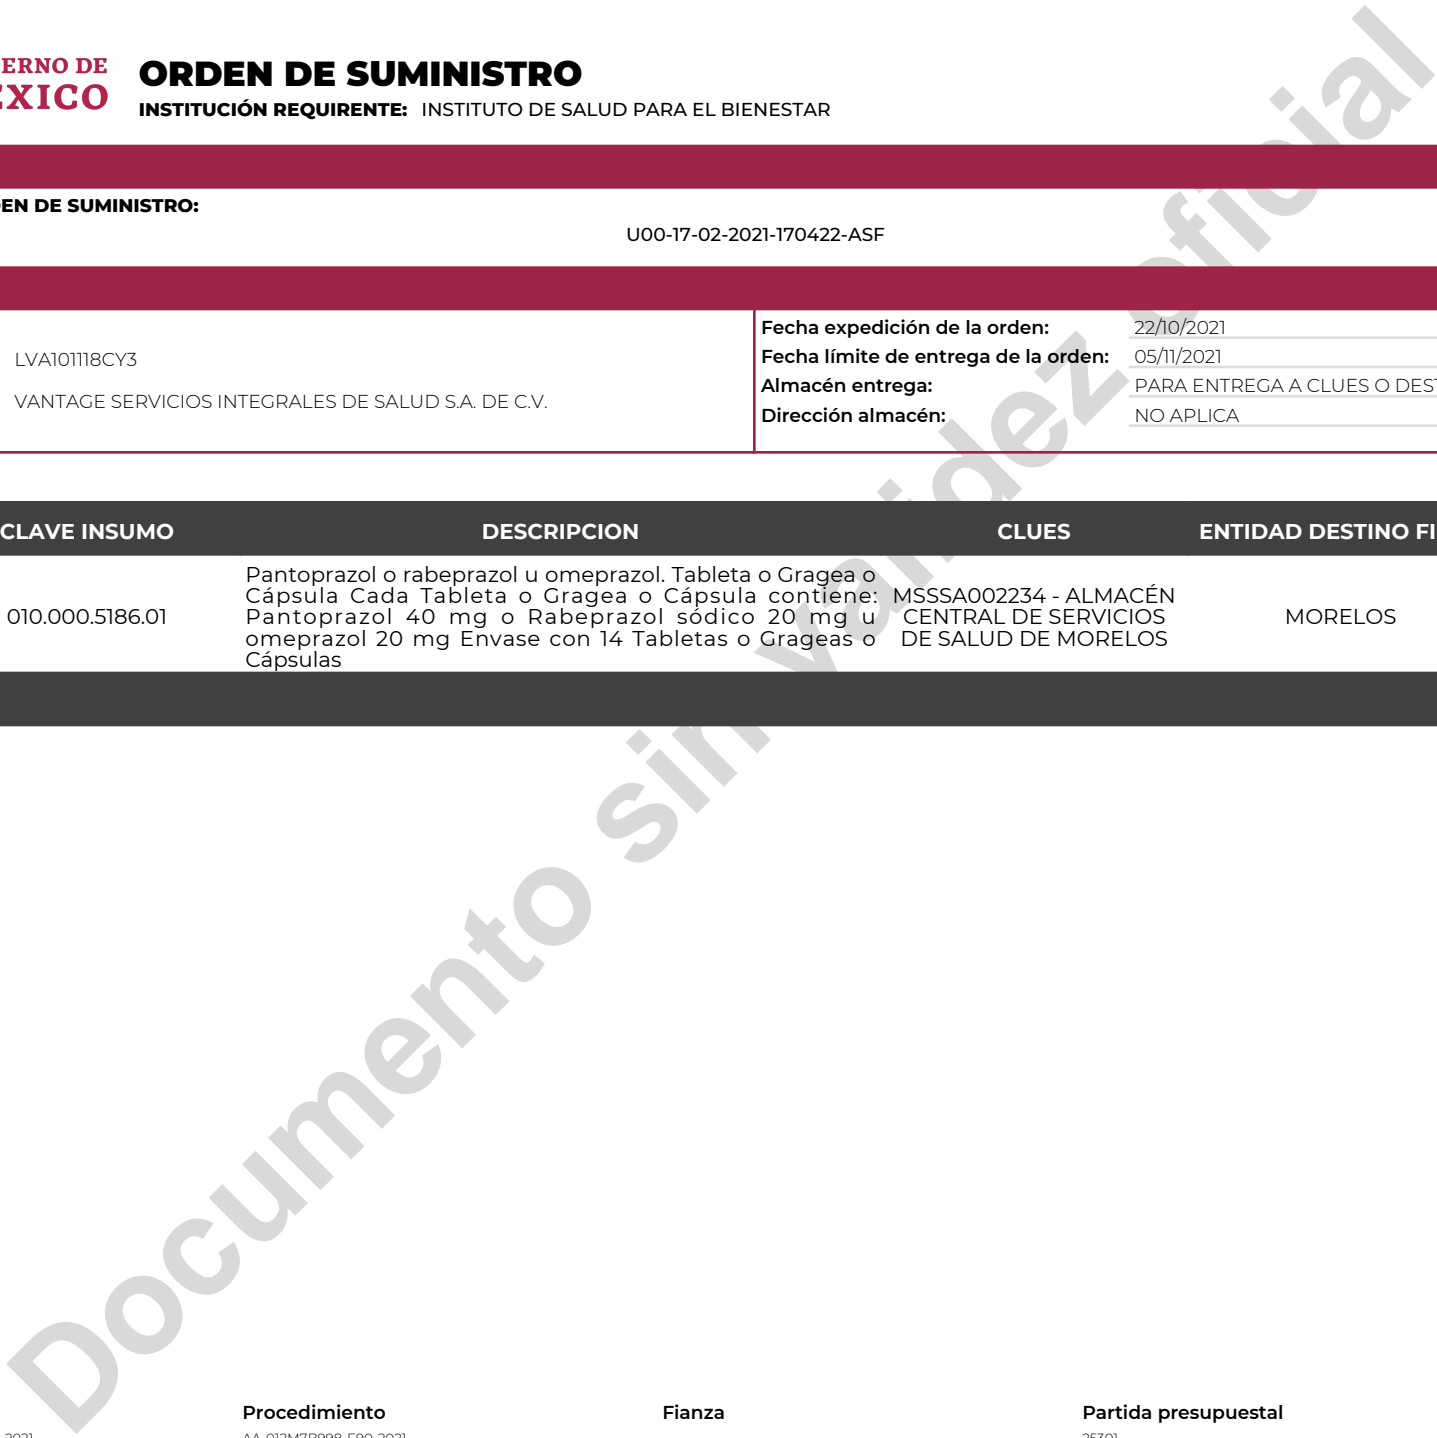 ERNO DE
ÉXICO
ORDEN DE SUMINISTRO
INSTITUCIÓN REQUIRENTE: INSTITUTO DE SALUD PARA EL BIENESTAR
EN DE SUMINISTRO:
U00-17-02-2021-170422-ASF
LVA101118CY3
VANTAGE SERVICIOS INTEGRALES DE SALUD S.A. DE C.V.
Fecha expedición de la orden: 22/10/2021
Fecha límite de entrega de la orden: 05/11/2021
Almacén entrega: PARA ENTREGA A CLUES O DEST
Dirección almacén: NO APLICA
CLAVE INSUMO DESCRIPCION CLUES ENTIDAD DESTINO FI
010.000.5186.01
Pantoprazol o rabeprazol u omeprazol. Tableta o Gragea o
Cápsula Cada Tableta o Gragea o Cápsula contiene:
Pantoprazol 40 mg o Rabeprazol sódico 20 mg u
omeprazol 20 mg Envase con 14 Tabletas o Grageas o
Cápsulas
MSSSA002234 - ALMACÉN
CENTRAL DE SERVICIOS
DE SALUD DE MORELOS
MORELOS
Documento sin validez oficial
Procedimiento Fianza Partida presupuestal